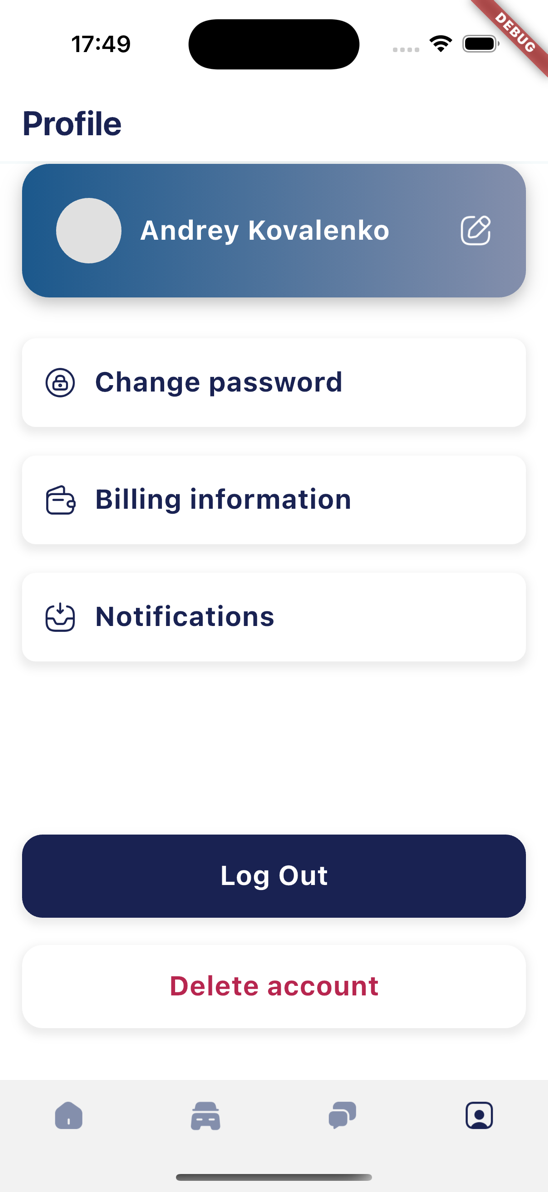 17:49
DEBUG
Profile
Andrey Kovalenko
Change password
Billing information
Notifications
Log Out
Delete account